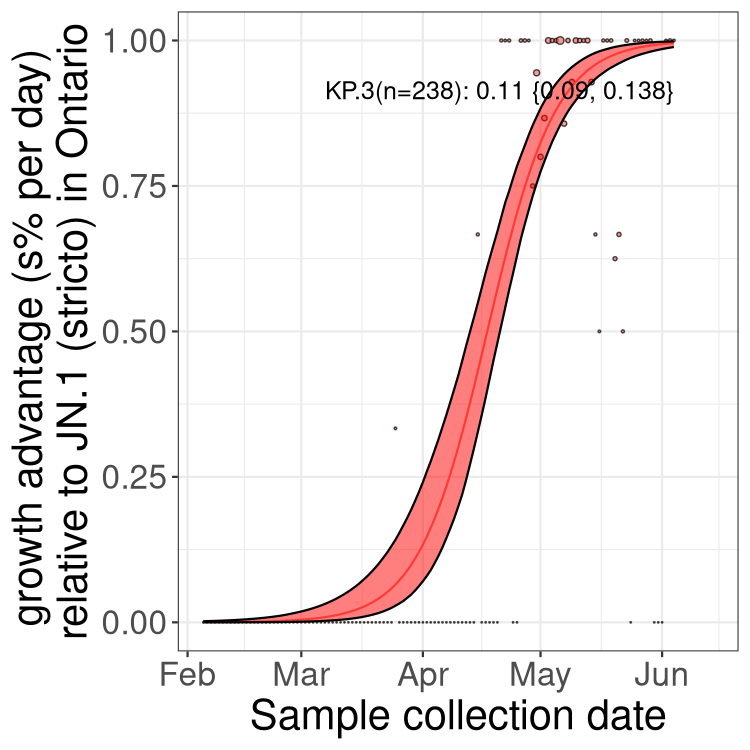 growth advantage (s% per day)
relative to JN.1 (stricto) in Ontario
1.00
0.75
0.50
0.25
0.00
KP.3(n=238): 0.11 {0.09, 0.138}
Feb Mar Apr May Jun
Sample collection date